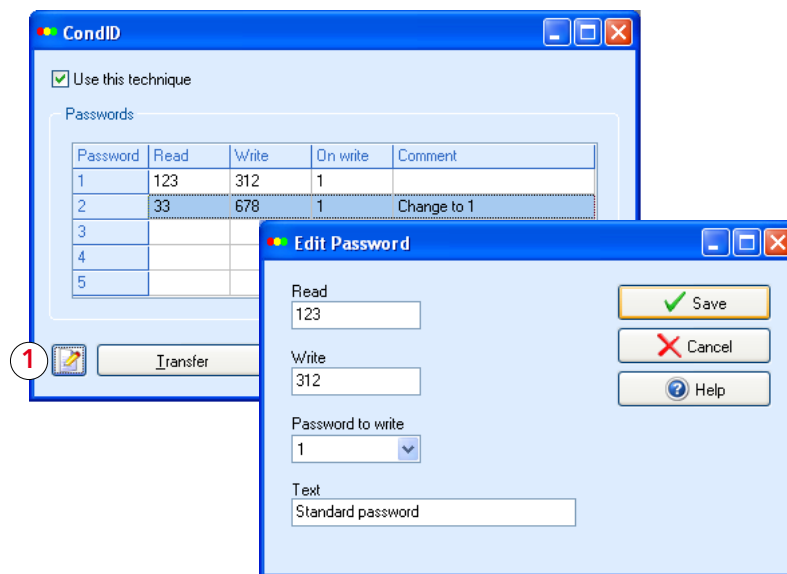 CondID
Use this technique
Passwords
Password Read Write On write Comment
1 123 312 1
2 33 678 1 Change to 1
3
4
5
1 Transfer
Edit Password
Read
123
Write
312
Password to write
1
Text
Standard password
Save
Cancel
Help